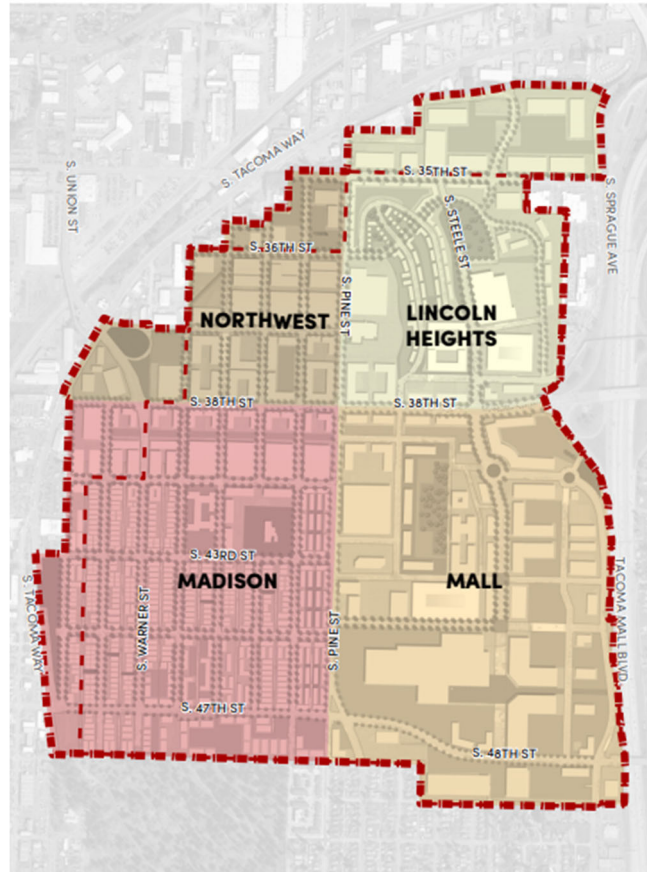 S. 35TH ST
S. TACOMA WAY
S. UNION ST
S. SPRAGUE AVE
S. STEELE ST
S. 36TH ST
S. PINE ST
NORTHWEST
LINCOLN
HEIGHTS
S. 38TH ST
S. 38TH ST
S. 43RD ST
MADISON
MALL
S. TACOMA WAY
S. WARNER ST
S. PINE ST
TACOMA MALL BLVD.
S. 47TH ST
S. 48TH ST